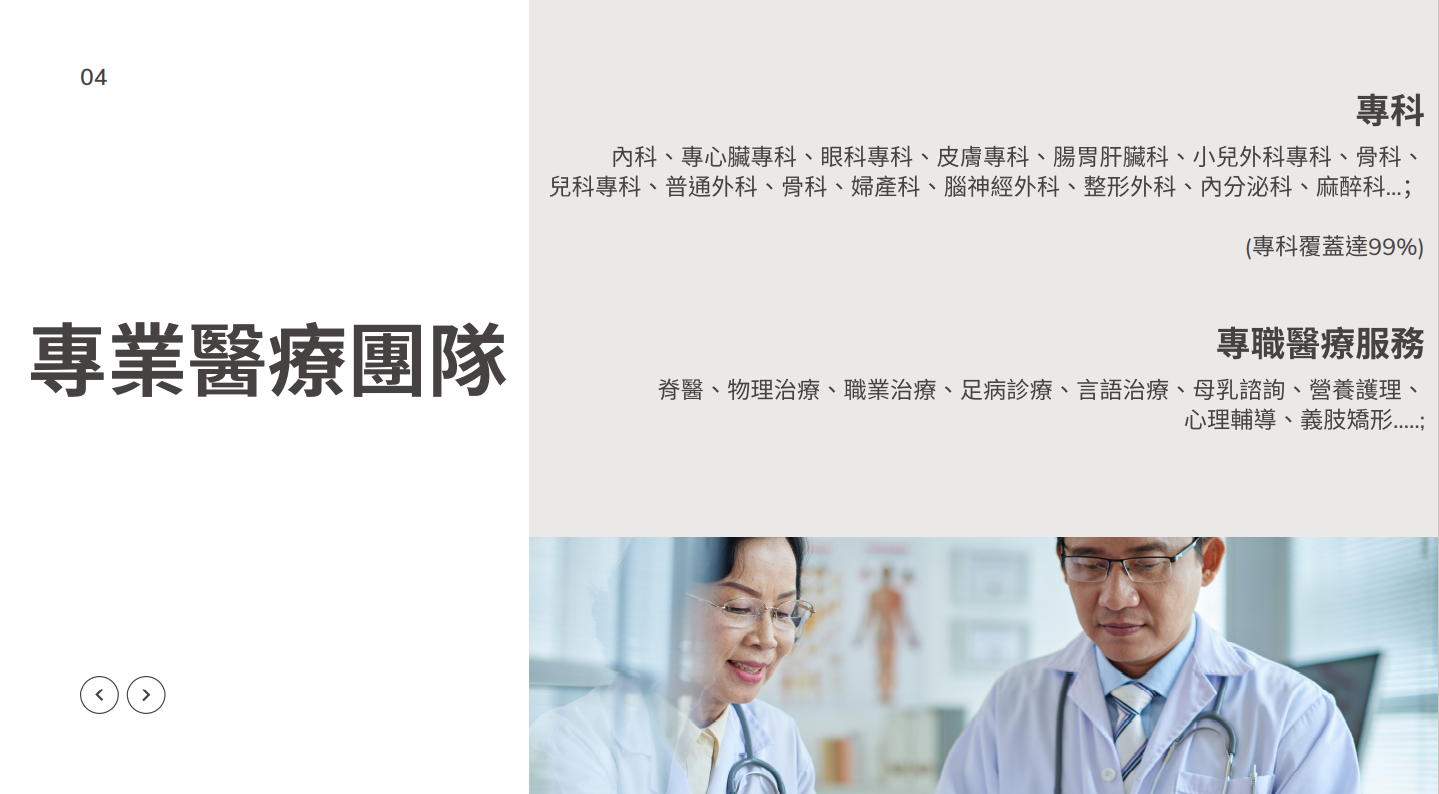 04
專業醫療團隊
專科
內科、專心臟專科、眼科專科、皮膚專科、腸胃肝臟科、小兒外科專科、骨科、
兒科專科、普通外科、骨科、婦產科、腦神經外科、整形外科、內分泌科、麻醉科...；
(專科覆蓋達99%)
專職醫療服務
脊醫、物理治療、職業治療、足病診療、言語治療、母乳諮詢、營養護理、
心理輔導、義肢矯形.....;